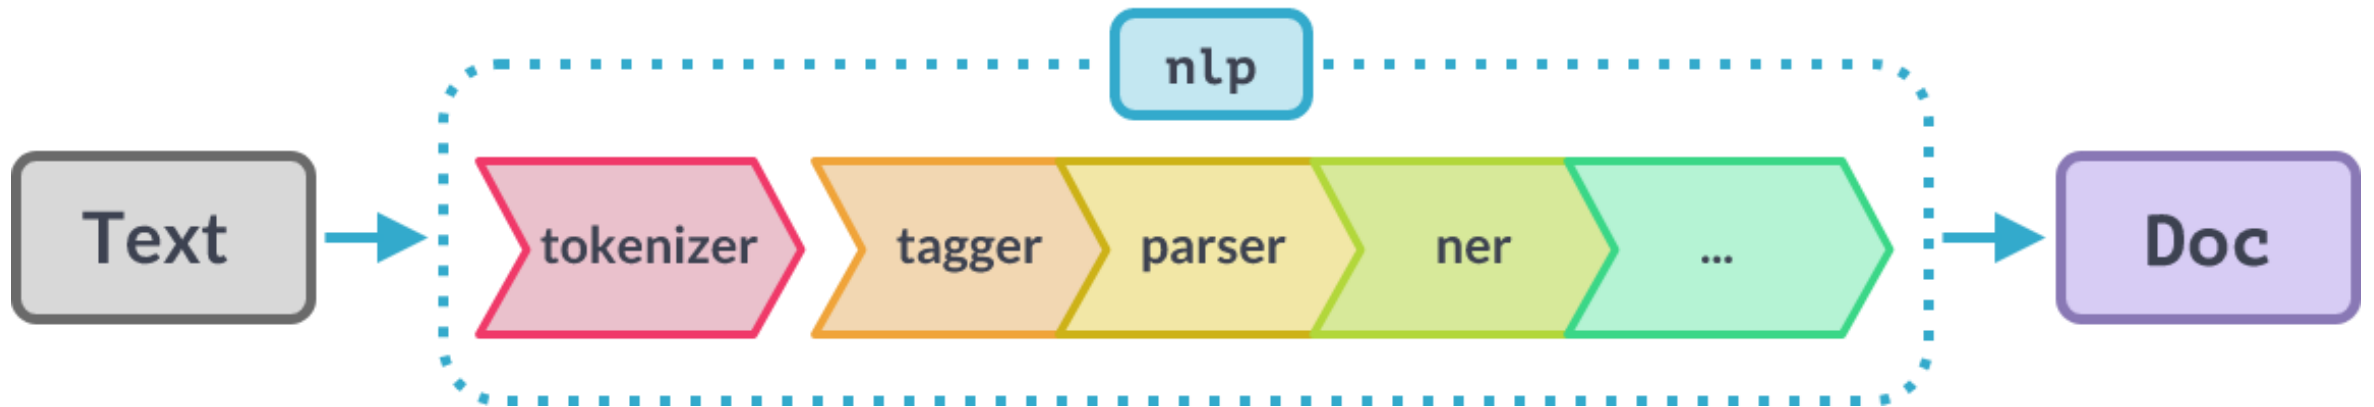 nlp
Text
tokenizer
tagger
parser
ner
...
Doc